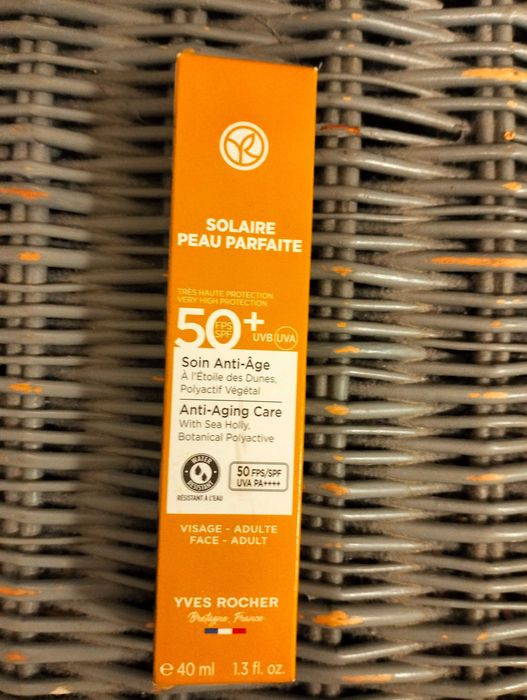 SOLAIRE
PEAU PARFAITE
TRÈS HAUTE PROTECTION
VERY HIGH PROTECTION
50+ FPS SPF UVB UVA
Soin Anti-Âge
À l'Étoile des Dunes,
Polyactif Végétal
Anti-Aging Care
With Sea Holly,
Botanical Polyactive
WATER RESISTANT
RÉSISTANT À L'EAU
50 FPS/SPF
UVA PA++++
VISAGE - ADULTE
FACE - ADULT
YVES ROCHER
Bretagne, France
℮ 40 ml 1.3 fl. oz.